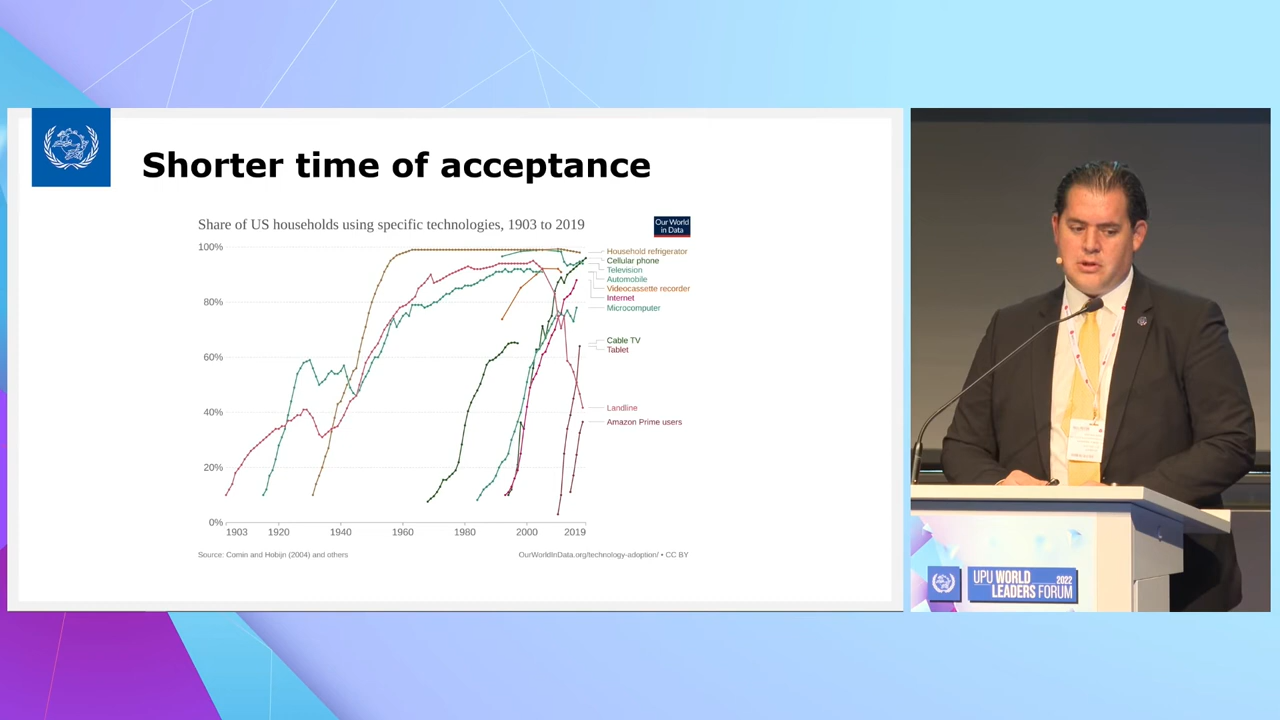 Shorter time of acceptance
Share of US households using specific technologies, 1903 to 2019
Our World
in Data
100%
80%
60%
40%
20%
0%
1903
1920
1940
1960
1980
2000
2019
Household refrigerator
Cellular phone
Television
Automobile
Videocassette recorder
Internet
Microcomputer
Cable TV
Tablet
Landline
Amazon Prime users
Source: Comin and Hobijn (2004) and others
OurWorldInData.org/technology-adoption/ • CC BY
UPU WORLD 2022
LEADERS FORUM